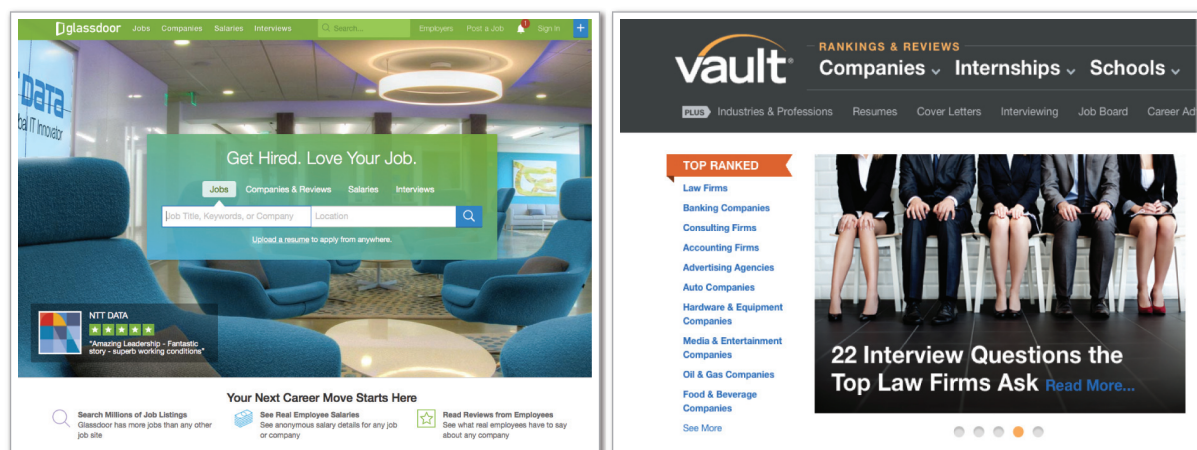 glassdoor Jobs Companies Salaries Interviews Search... Employers Post a Job 1 Sign In +
DATA
bal IT Innovator
Get Hired. Love Your Job.
Jobs Companies & Reviews Salaries Interviews
Job Title, Keywords, or Company Location
Upload a resume to apply from anywhere.
NTT DATA
"Amazing Leadership - Fantastic
story - superb working conditions"
Your Next Career Move Starts Here
Search Millions of Job Listings
Glassdoor has more jobs than any other
job site
See Real Employee Salaries
See anonymous salary details for any job
or company
Read Reviews from Employees
See what real employees have to say
about any company
vault
RANKINGS & REVIEWS
Companies Internships Schools
PLUS Industries & Professions Resumes Cover Letters Interviewing Job Board Career Ad
TOP RANKED
Law Firms
Banking Companies
Consulting Firms
Accounting Firms
Advertising Agencies
Auto Companies
Hardware & Equipment
Companies
Media & Entertainment
Companies
Oil & Gas Companies
Food & Beverage
Companies
See More
22 Interview Questions the
Top Law Firms Ask Read More...